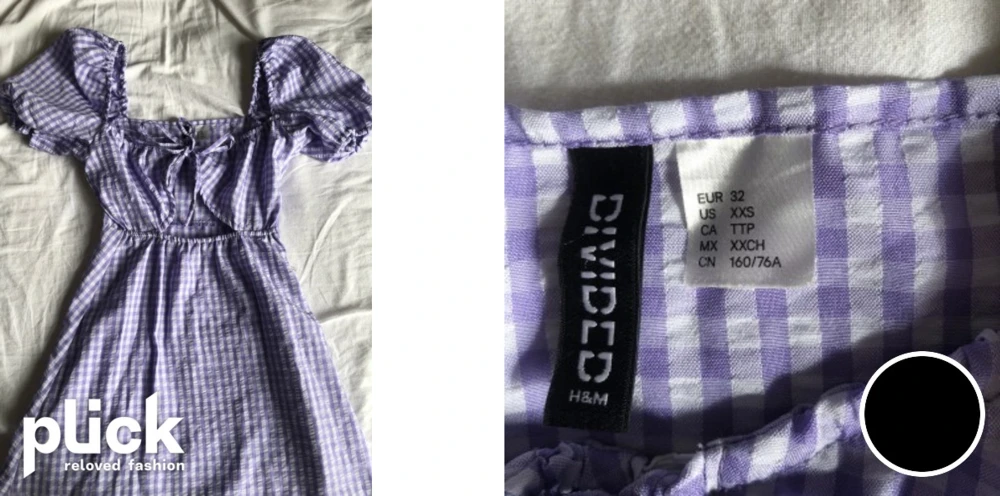 plick
reloved fashion
DIVIDED
H&M
EUR 32
US XXS
CA TTP
MX XXCH
CN 160/76A